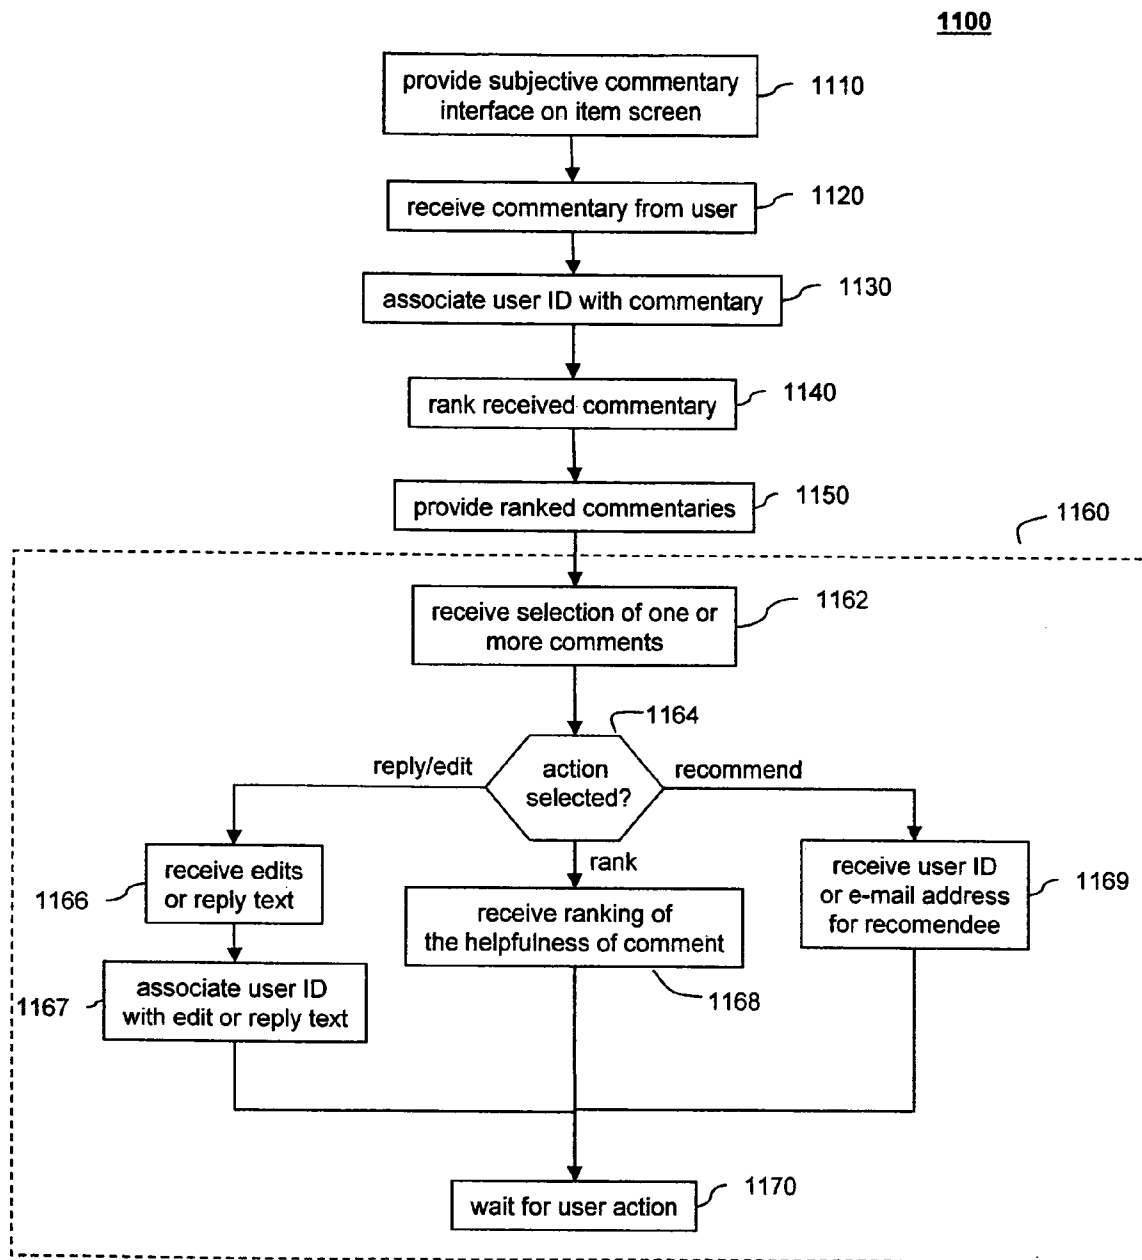 1100
provide subjective commentary
interface on item screen
1110
receive commentary from user
1120
associate user ID with commentary
1130
rank received commentary
1140
provide ranked commentaries
1150
1160
receive selection of one or
more comments
1162
1164
action
selected?
reply/edit
recommend
rank
receive edits
or reply text
1166
associate user ID
with edit or reply text
1167
receive ranking of
the helpfulness of comment
1168
receive user ID
or e-mail address
for recomendee
1169
wait for user action
1170